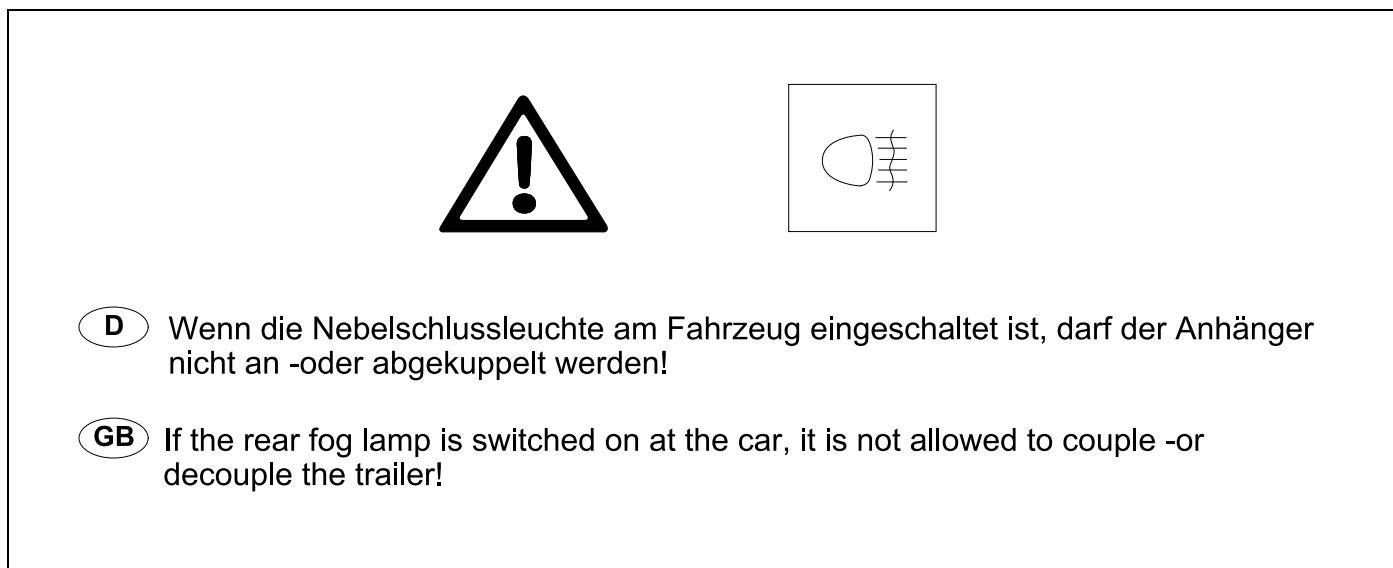 D Wenn die Nebelschlussleuchte am Fahrzeug eingeschaltet ist, darf der Anhänger
nicht an -oder abgekuppelt werden!
GB If the rear fog lamp is switched on at the car, it is not allowed to couple -or
decouple the trailer!